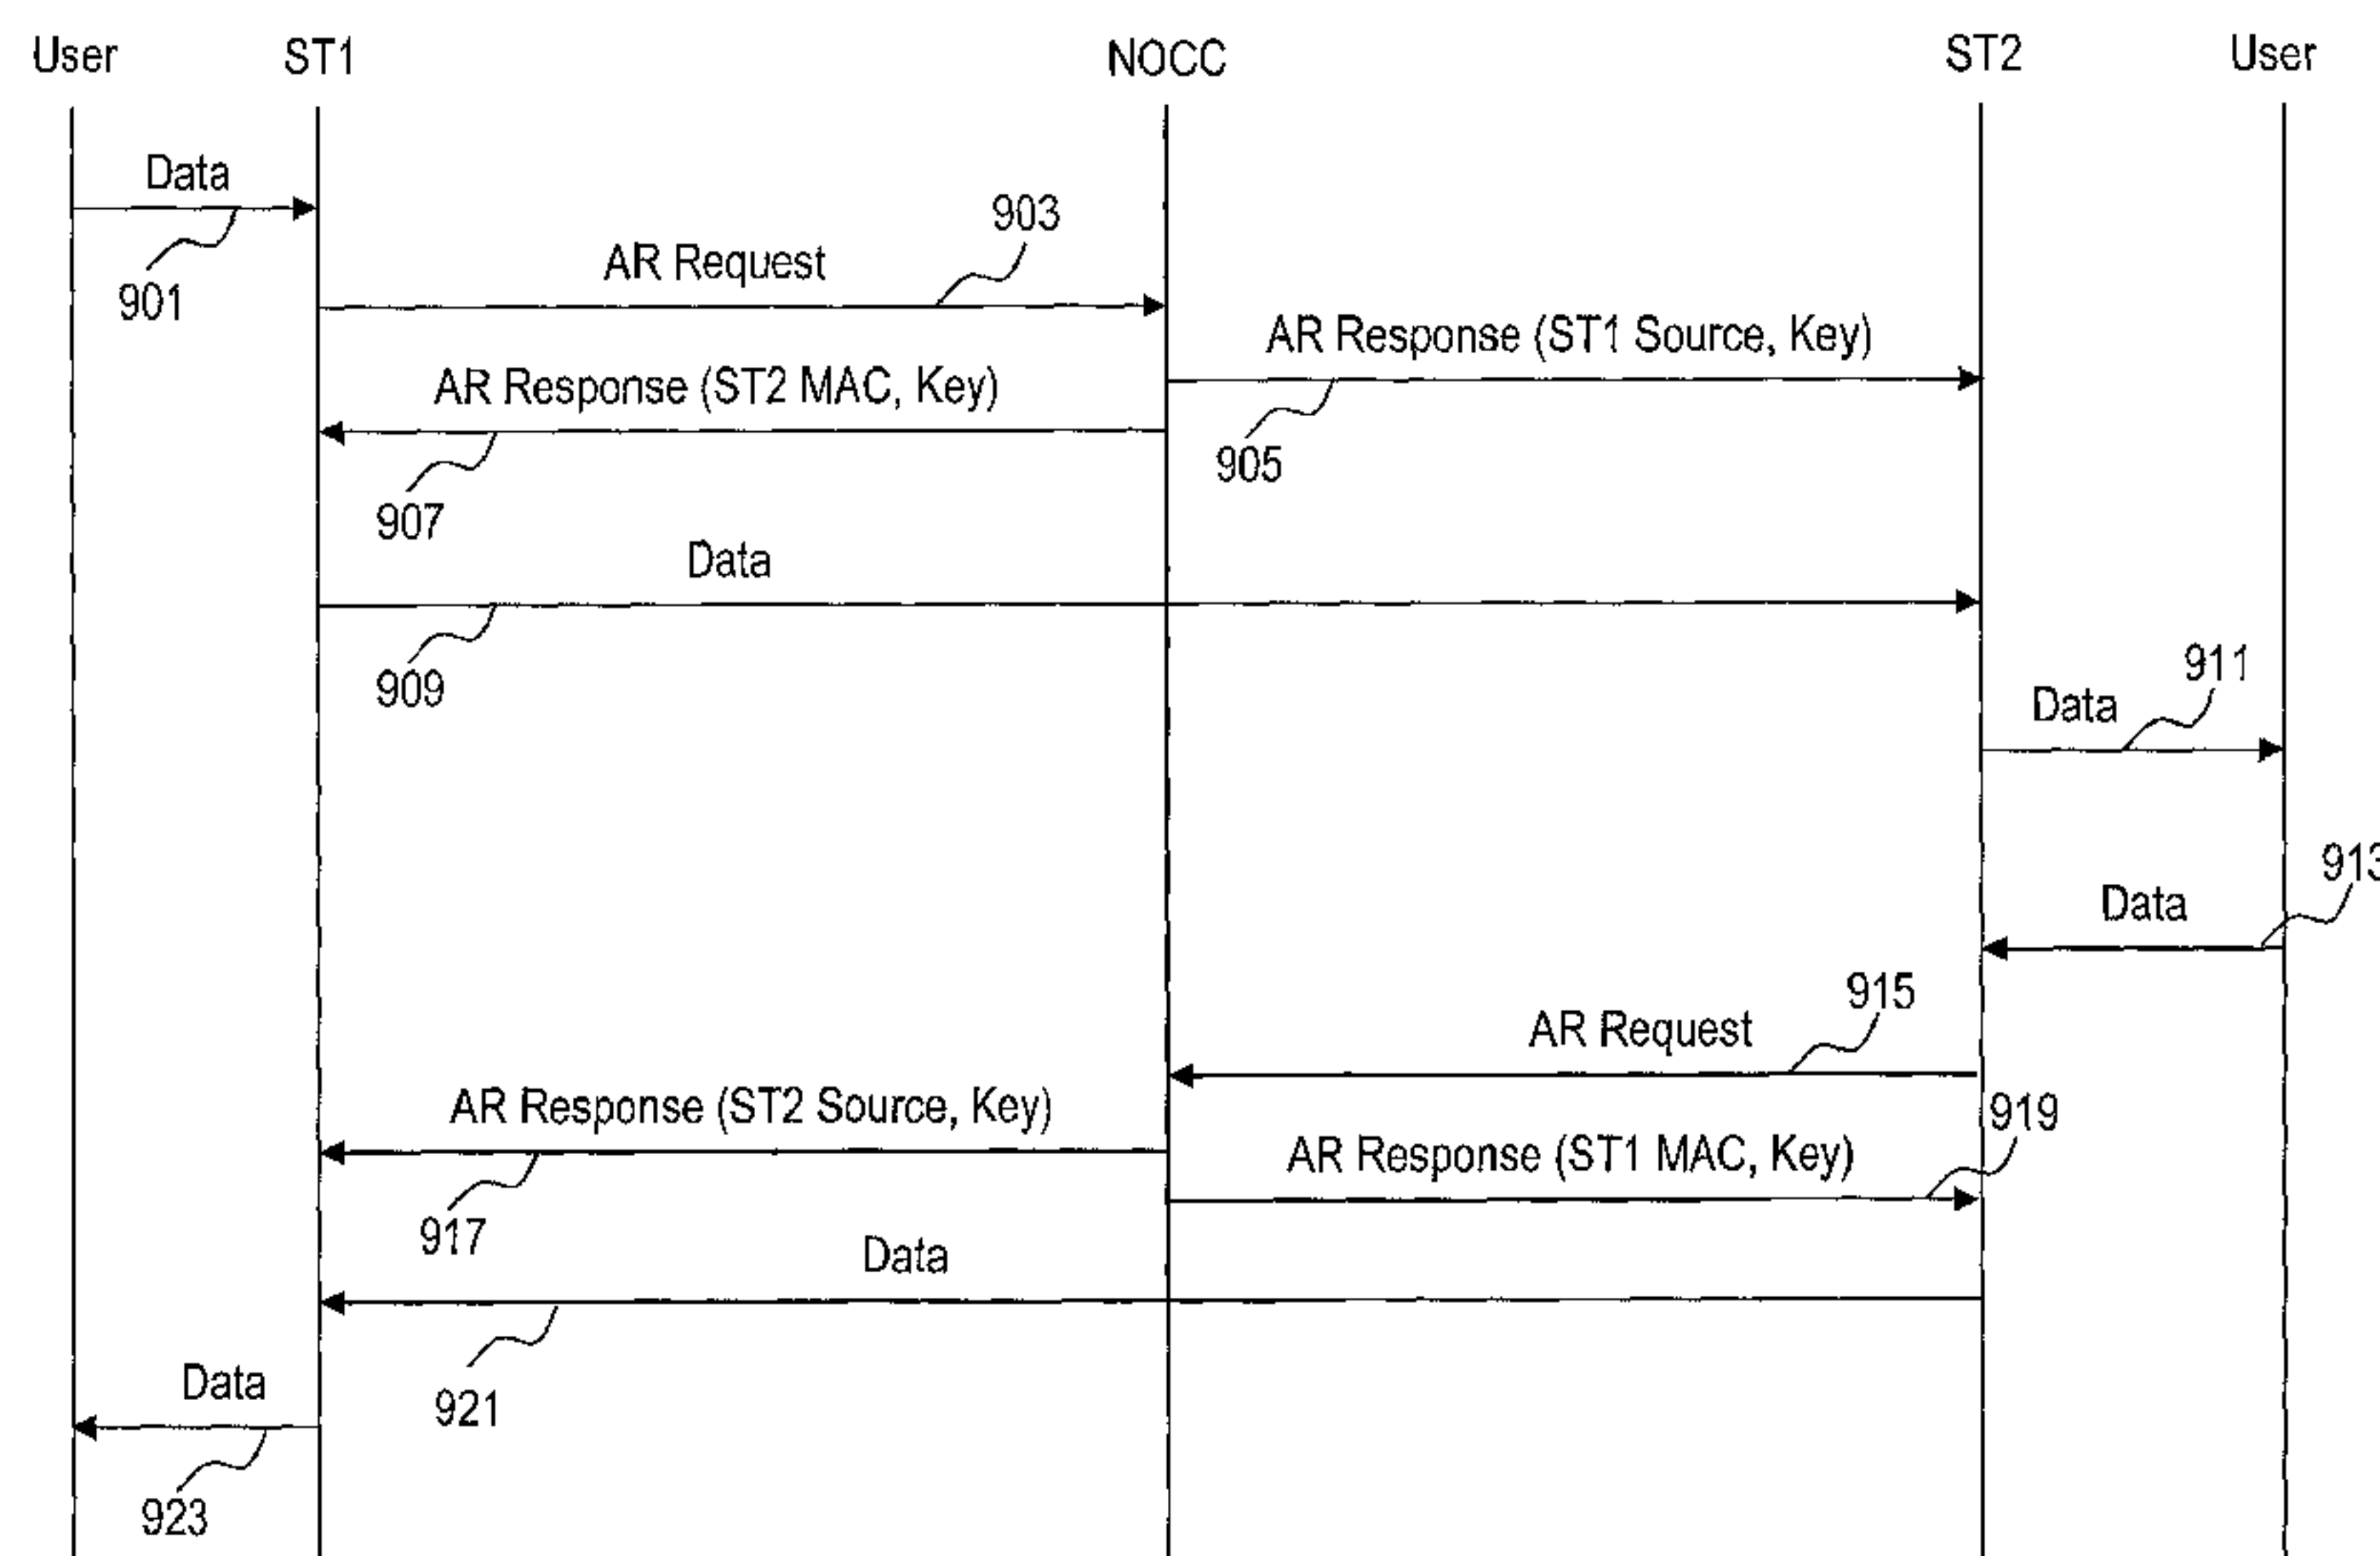 User ST1 NOCC ST2 User
Data
901
903
AR Request
AR Response (ST1 Source, Key)
905
AR Response (ST2 MAC, Key)
907
Data
909
911
Data
913
Data
915
AR Request
AR Response (ST2 Source, Key)
917
919
AR Response (ST1 MAC, Key)
Data
921
Data
923